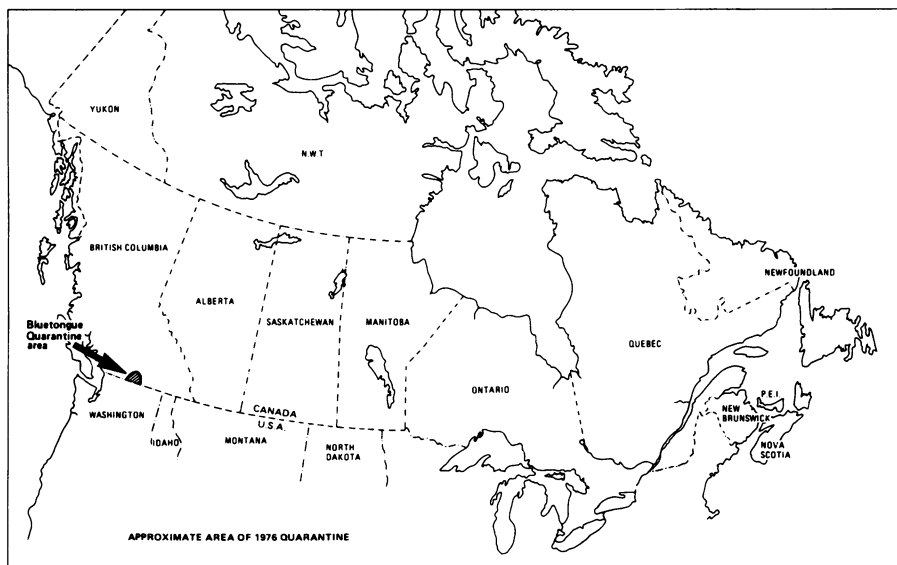 YUKON
N.W.T.
BRITISH COLUMBIA
NEWFOUNDLAND
ALBERTA
Bluetongue
Quarantine
area
SASKATCHEWAN
MANITOBA
QUEBEC
ONTARIO
P.E.I.
CANADA
U.S.A.
NEW
BRUNSWICK
WASHINGTON
IDAHO
MONTANA
NORTH
DAKOTA
NOVA
SCOTIA
APPROXIMATE AREA OF 1976 QUARANTINE